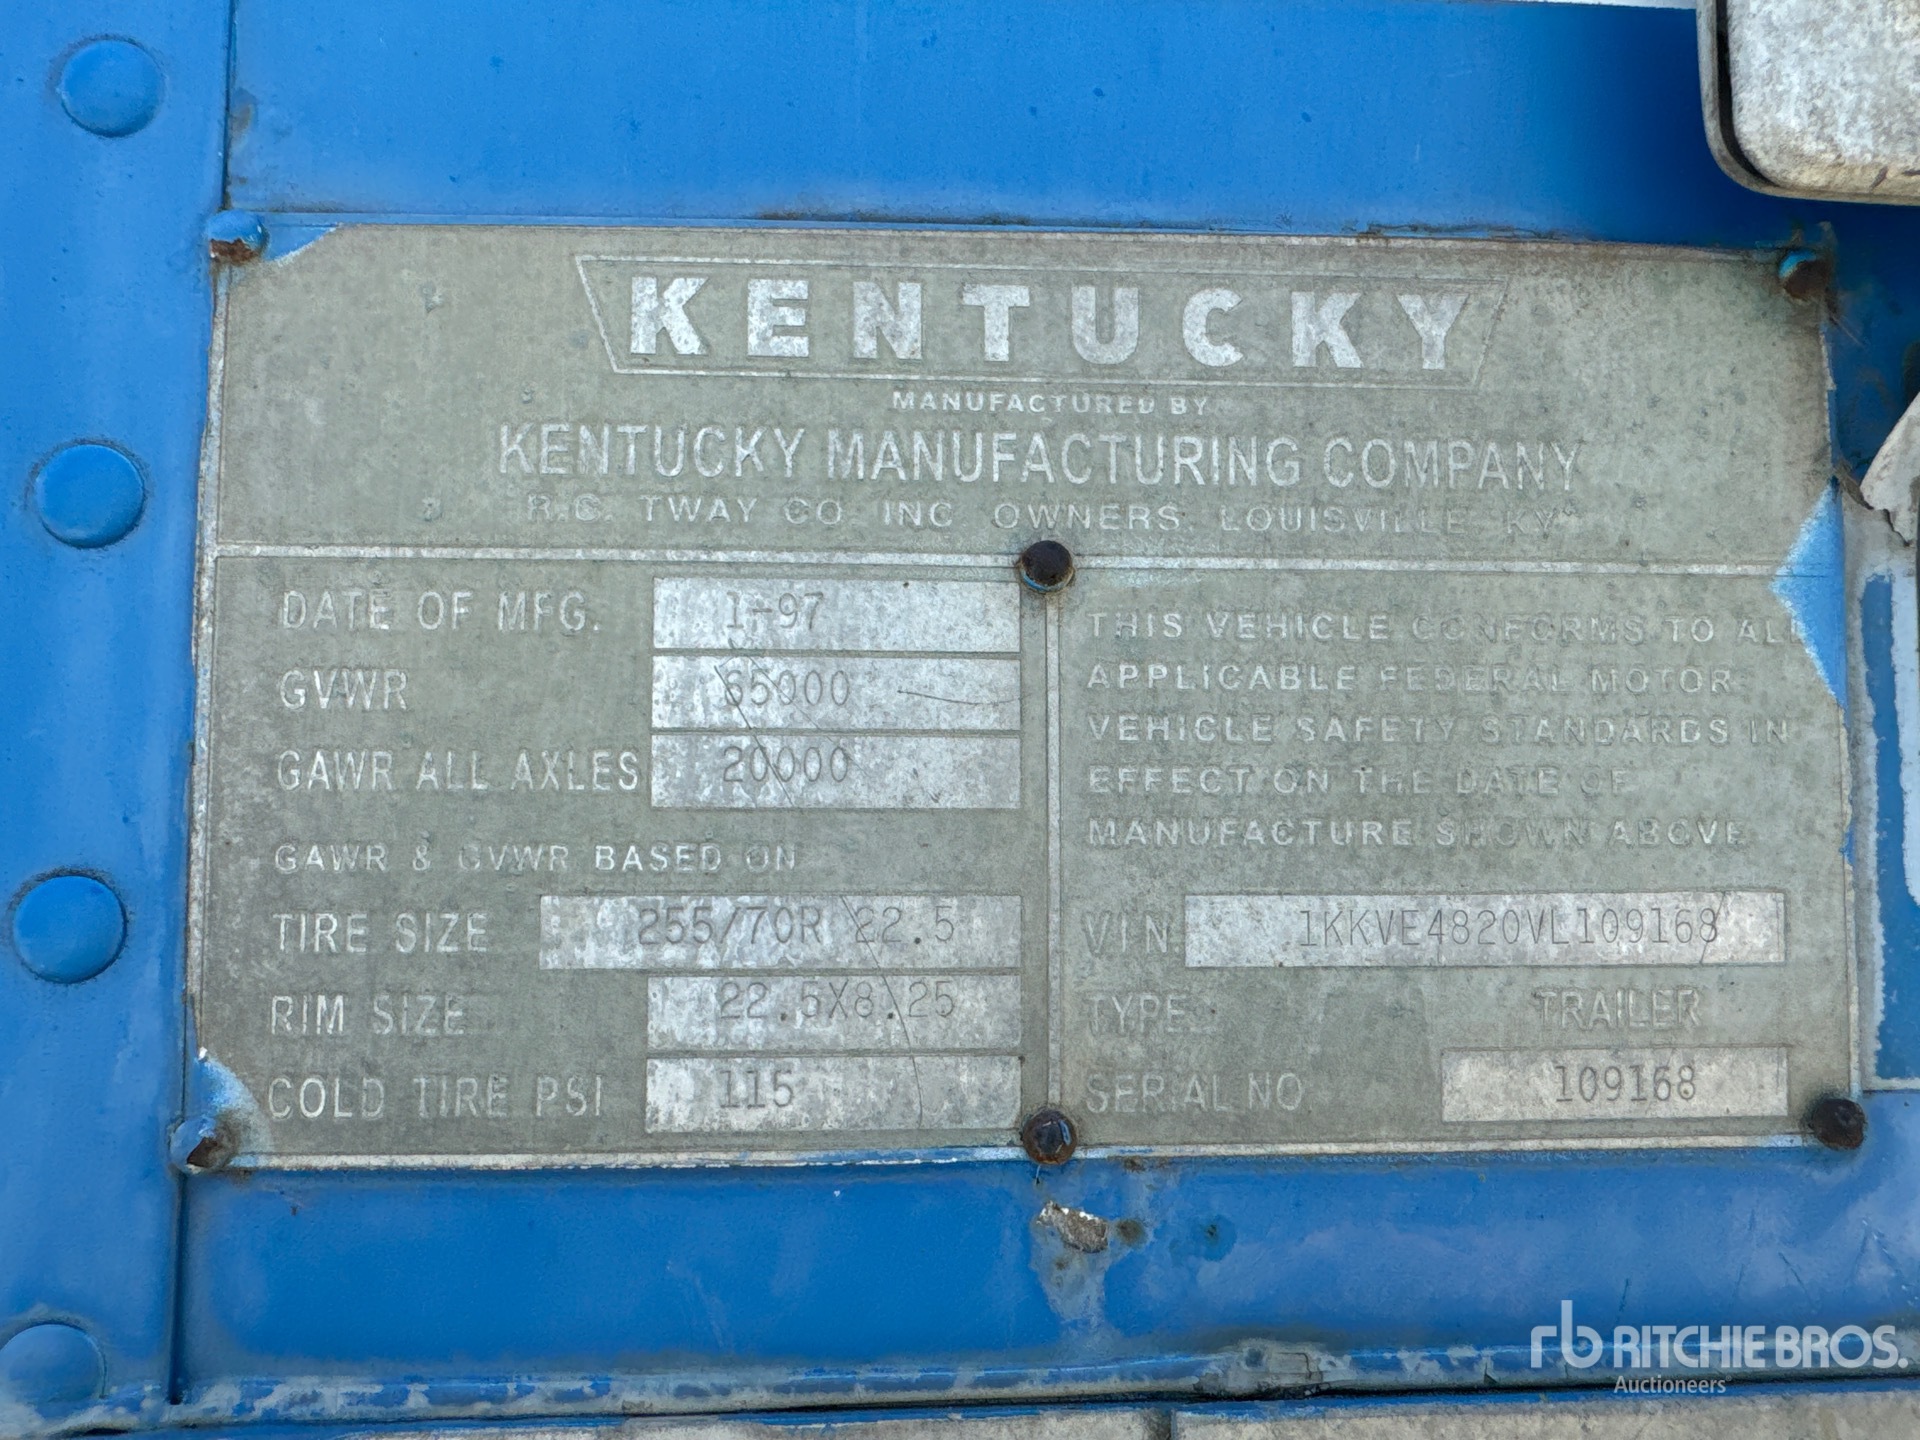 KENTUCKY
MANUFACTURED BY
KENTUCKY MANUFACTURING COMPANY
R.C. TWAY CO. INC. OWNERS, LOUISVILLE KY
DATE OF MFG. 1-97
GVWR 65000
GAWR ALL AXLES 20000
GAWR & GVWR BASED ON
TIRE SIZE 255/70R 22.5
RIM SIZE 22.5X8.25
COLD TIRE PSI 115
THIS VEHICLE CONFORMS TO ALL
APPLICABLE FEDERAL MOTOR
VEHICLE SAFETY STANDARDS IN
EFFECT ON THE DATE OF
MANUFACTURE SHOWN ABOVE
VIN 1KKVE4820VL109168
TYPE TRAILER
SERIAL NO 109168
rb RITCHIE BROS.
Auctioneers